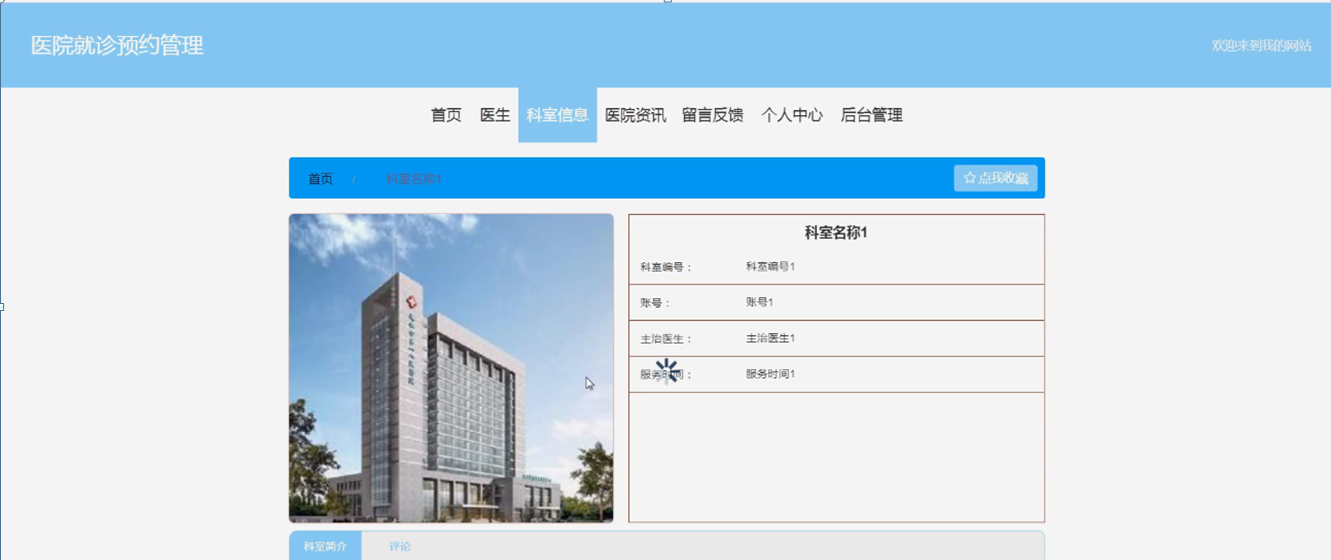 医院就诊预约管理
欢迎来到我的网站
首页 医生 科室信息 医院资讯 留言反馈 个人中心 后台管理
首页 / 科室名称1
☆ 点我收藏
科室名称1
科室编号： 科室编号1
账号： 账号1
主治医生： 主治医生1
服务时间： 服务时间1
科室简介 评论